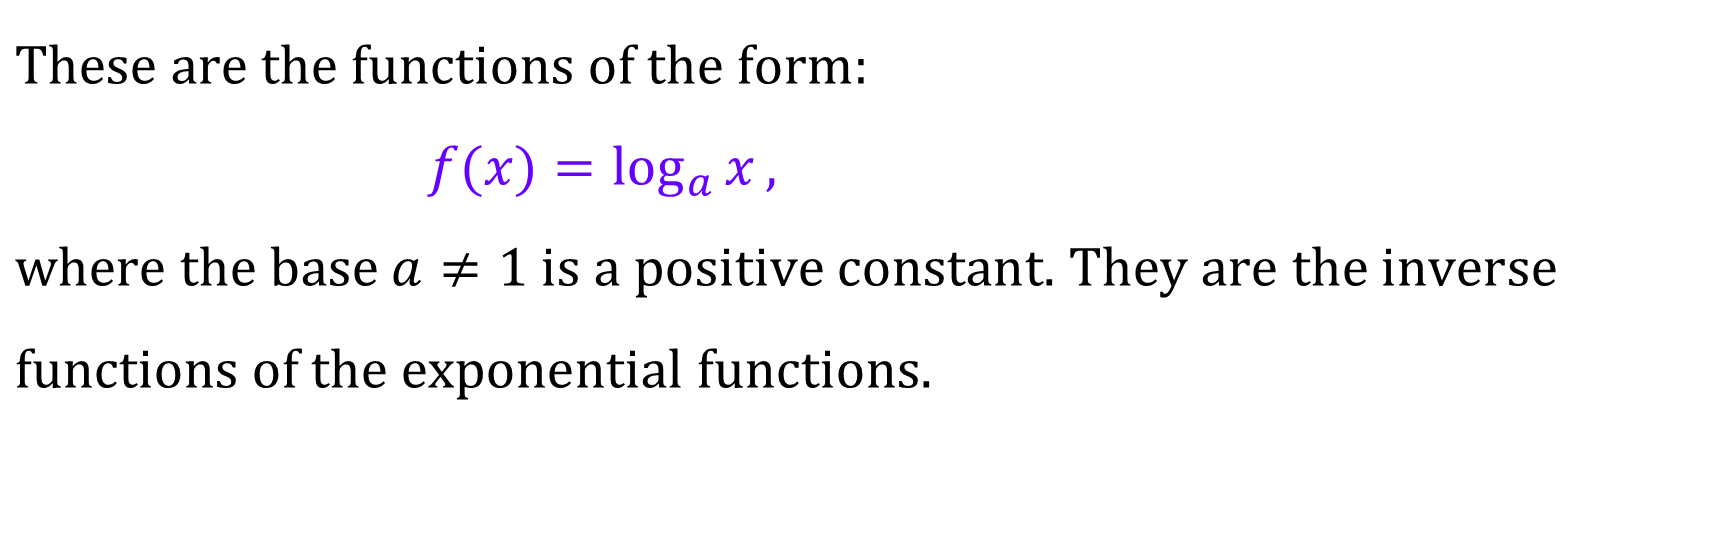 These are the functions of the form:
f(x) = logₐ x ,
where the base a ≠ 1 is a positive constant. They are the inverse
functions of the exponential functions.